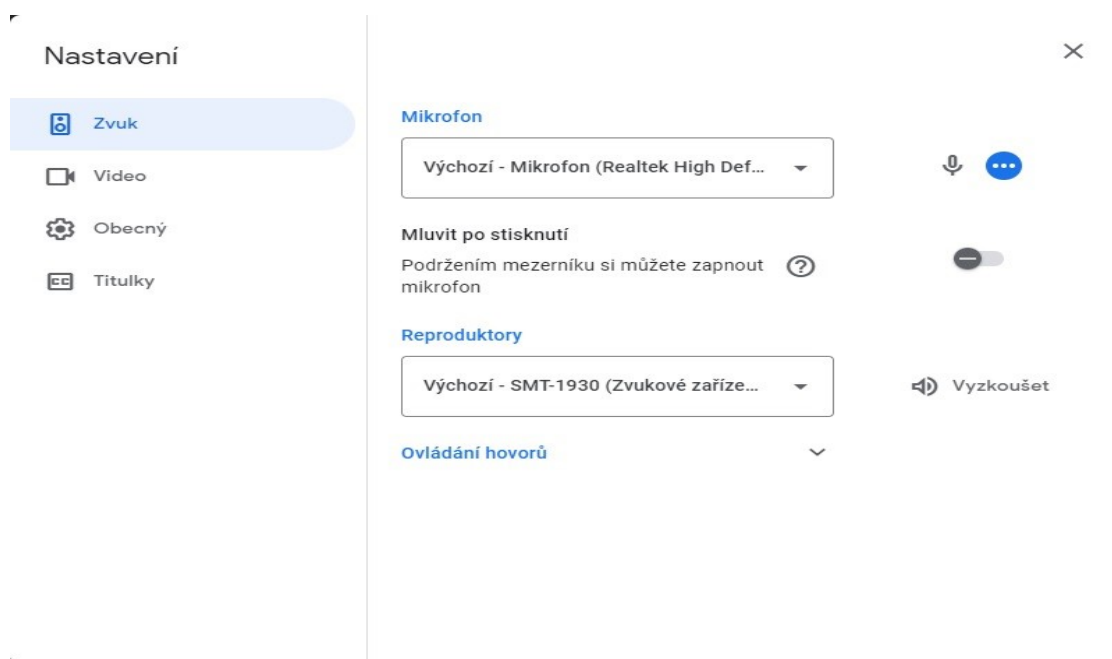 Nastavení
Zvuk
Video
Obecný
CC Titulky
Mikrofon
Výchozí - Mikrofon (Realtek High Def...
Mluvit po stisknutí
Podržením mezerníku si můžete zapnout
mikrofon
Reproduktory
Výchozí - SMT-1930 (Zvukové zaříze...
Vyzkoušet
Ovládání hovorů